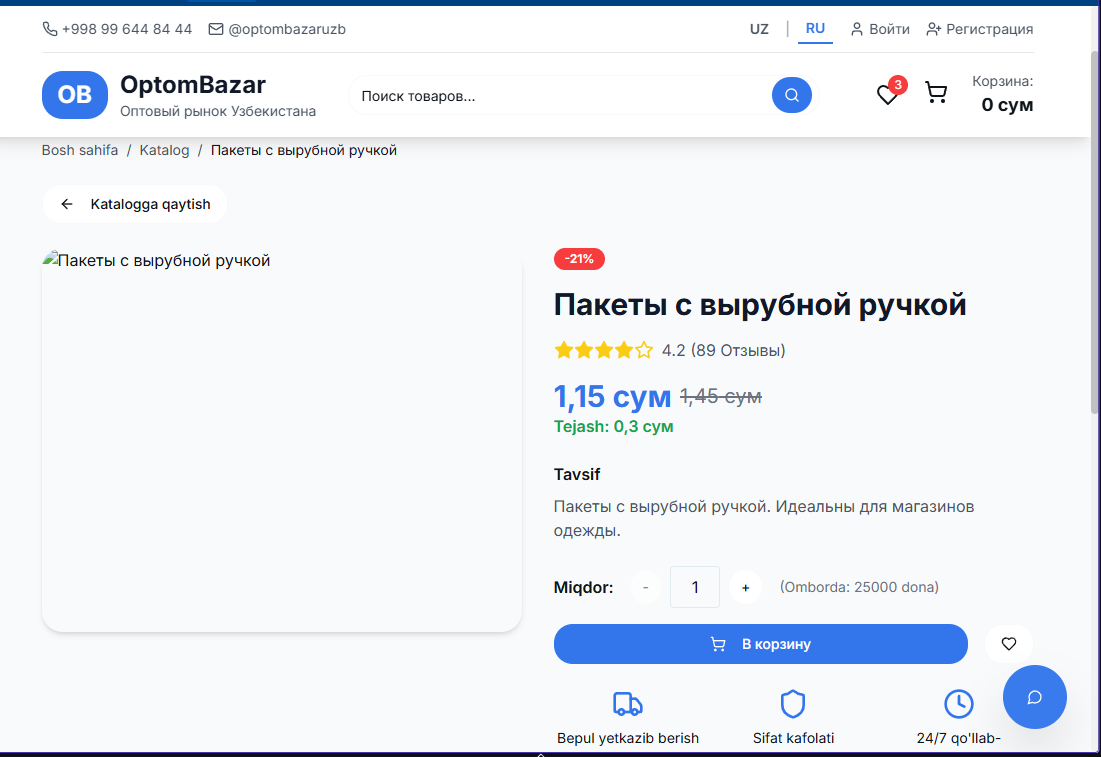 +998 99 644 84 44 @optombazaruzb UZ | RU Войти Регистрация
OB OptomBazar
Оптовый рынок Узбекистана
Поиск товаров...
3
Корзина:
0 сум
Bosh sahifa / Katalog / Пакеты с вырубной ручкой
Katalogga qaytish
Пакеты с вырубной ручкой
-21%
Пакеты с вырубной ручкой
4.2 (89 Отзывы)
1,15 сум 1,45 сум
Tejash: 0,3 сум
Tavsif
Пакеты с вырубной ручкой. Идеальны для магазинов
одежды.
Miqdor: - 1 + (Omborda: 25000 dona)
В корзину
Bepul yetkazib berish Sifat kafolati 24/7 qo'llab-